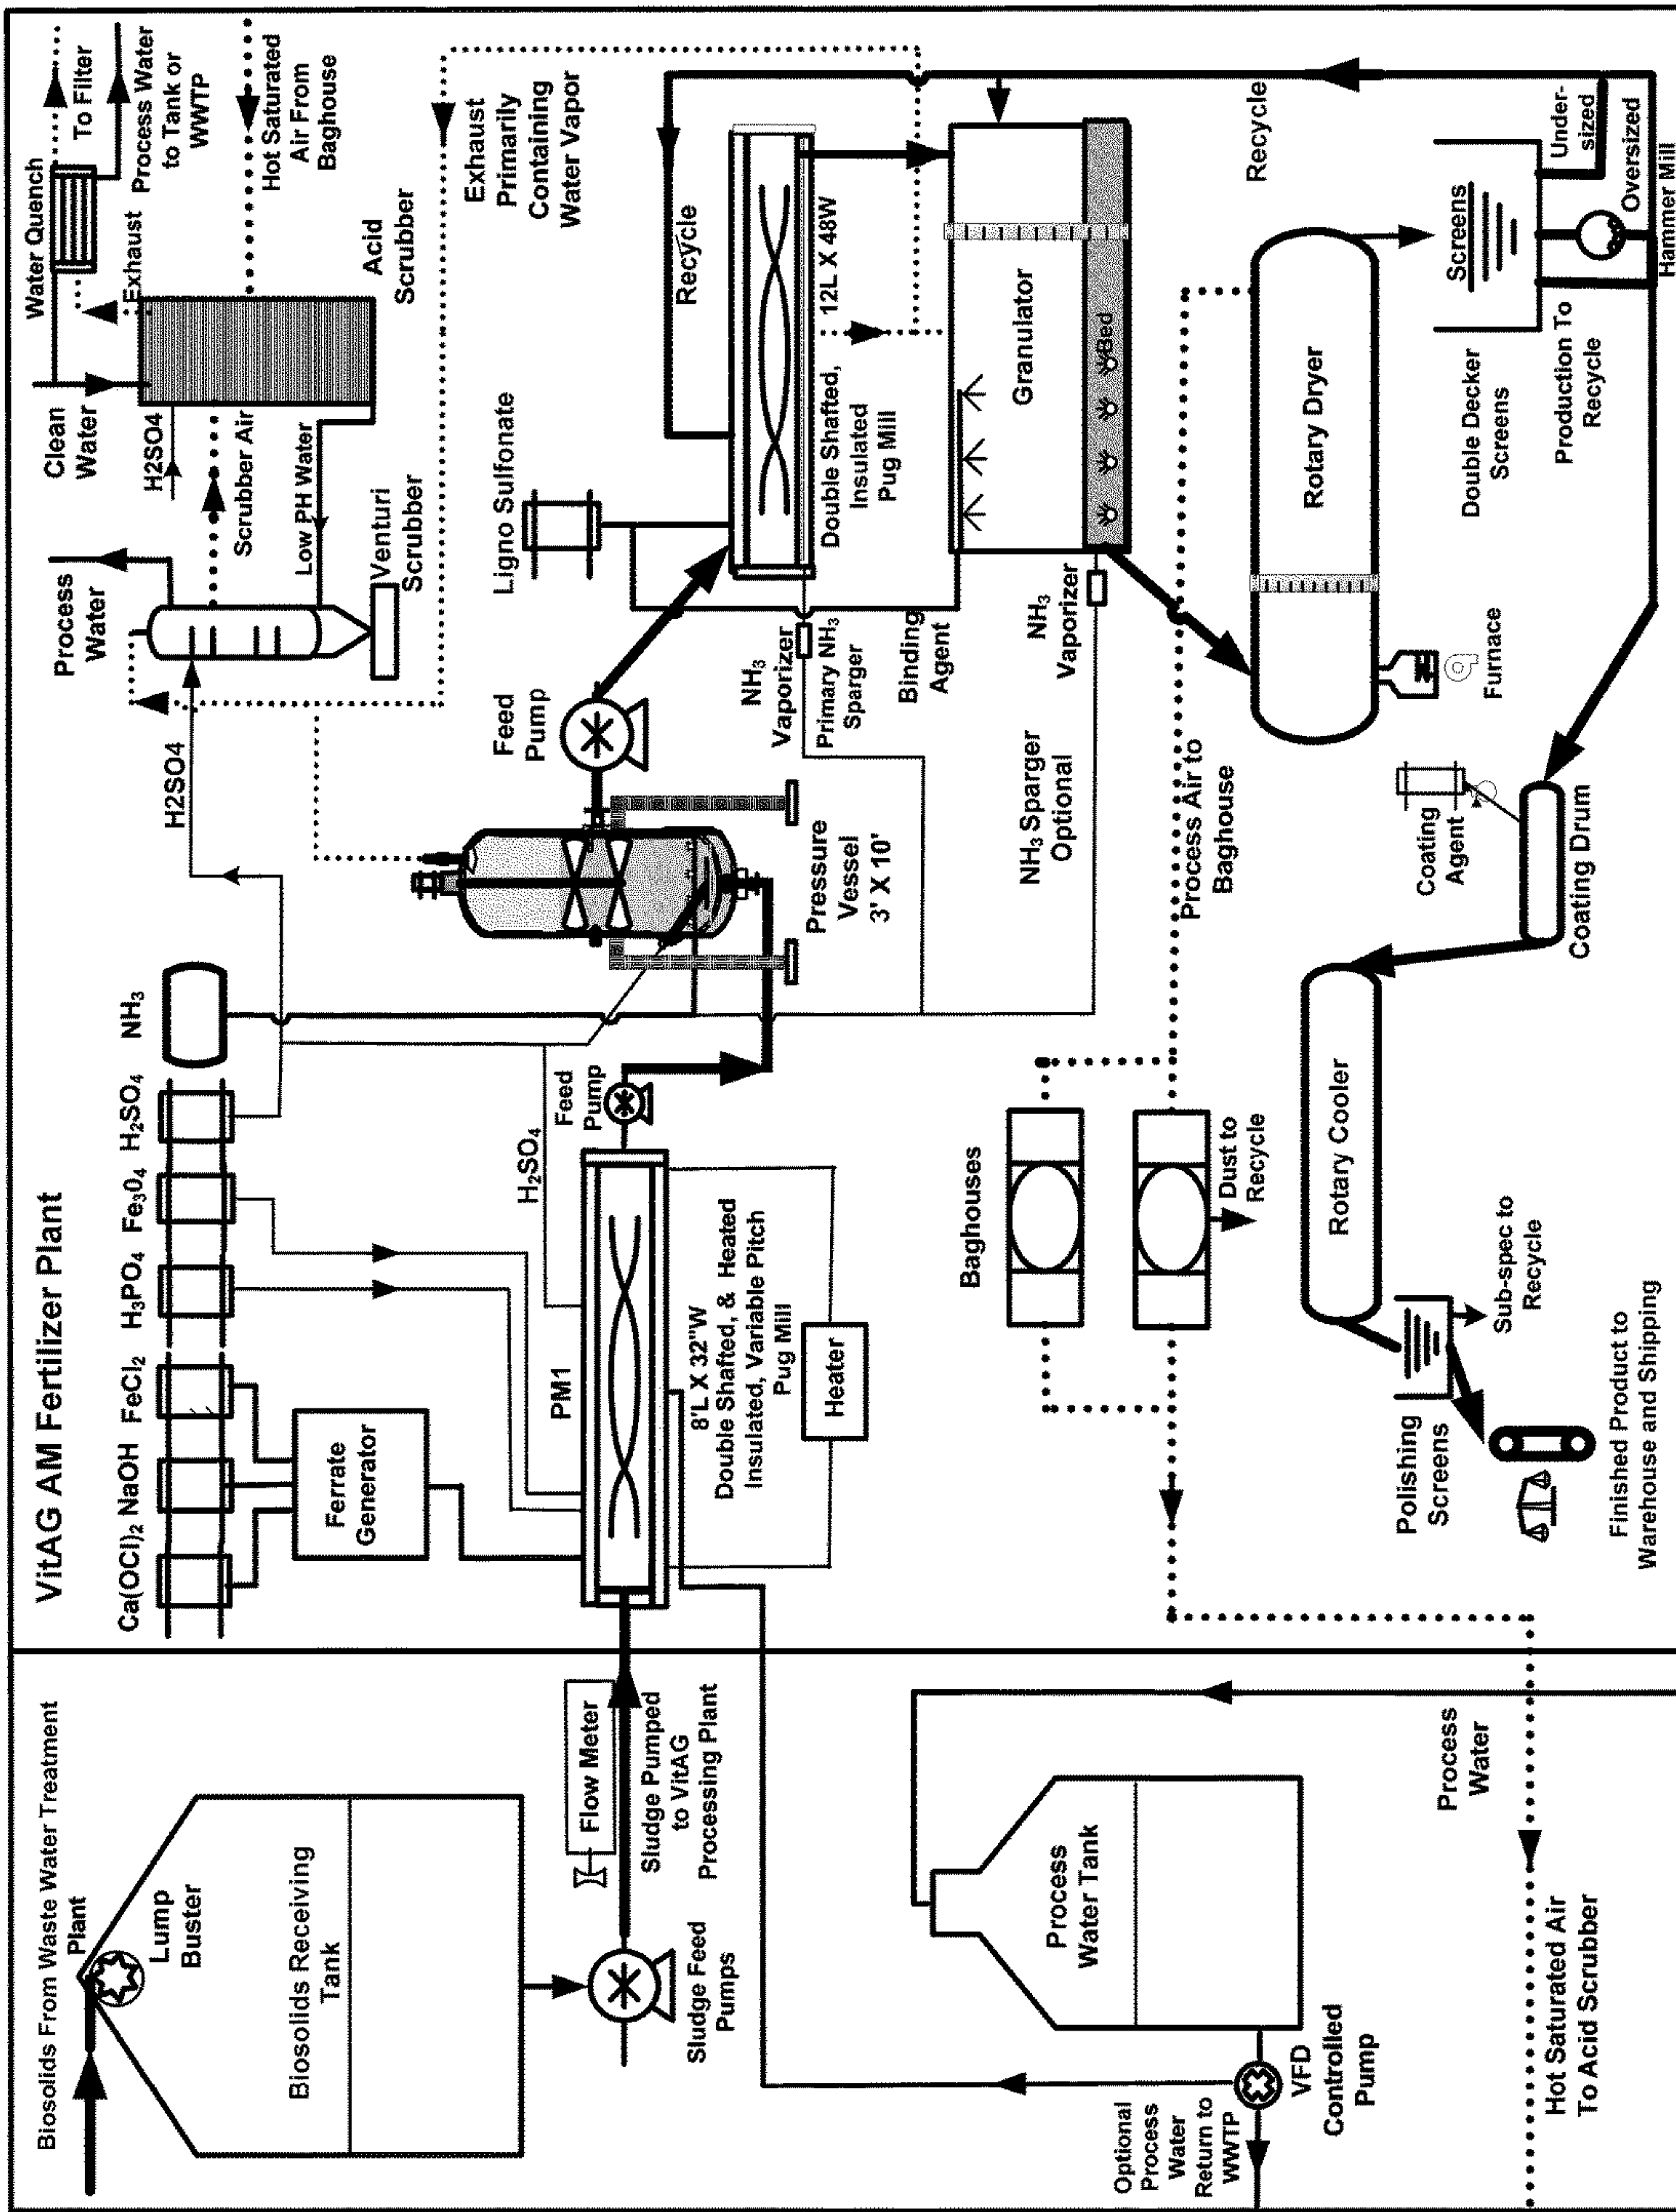 Biosolids From Waste Water Treatment
Plant
Lump
Buster
Biosolids Receiving
Tank
Flow Meter
Sludge Pumped
to VitAG
Processing Plant
Sludge Feed
Pumps
Process
Water Tank
Optional
Process
Water
Return to
WWTP
VFD
Controlled
Pump
Process
Water
Hot Saturated Air
To Acid Scrubber
VitAG AM Fertilizer Plant
Ca(OCl)2 NaOH FeCl2 H3PO4 Fe3O4 H2SO4 NH3
Ferrate
Generator
PM1
8'L X 32"W
Double Shafted, & Heated
Insulated, Variable Pitch
Pug Mill
Heater
H2SO4
Feed
Pump
H2SO4
Pressure
Vessel
3' X 10'
Feed
Pump
Process
Water
Venturi
Scrubber
Clean
Water
H2SO4
Scrubber Air
Low PH Water
Water Quench
Exhaust
Acid
Scrubber
To Filter
Process Water
to Tank or
WWTP
Hot Saturated
Air From
Baghouse
Exhaust
Primarily
Containing
Water Vapor
Ligno Sulfonate
Recycle
Double Shafted, 12L X 48W
Insulated
Pug Mill
NH3
Vaporizer
Primary NH3
Sparger
Binding
Agent
NH3
Vaporizer
NH3 Sparger
Optional
Granulator
Bed
Recycle
Process Air to
Baghouse
Baghouses
Dust to
Recycle
Rotary Dryer
Furnace
Screens
Double Decker
Screens
Under-
sized
Oversized
Hammer Mill
Production To
Recycle
Coating
Agent
Coating Drum
Rotary Cooler
Polishing
Screens
Sub-spec to
Recycle
Finished Product to
Warehouse and Shipping